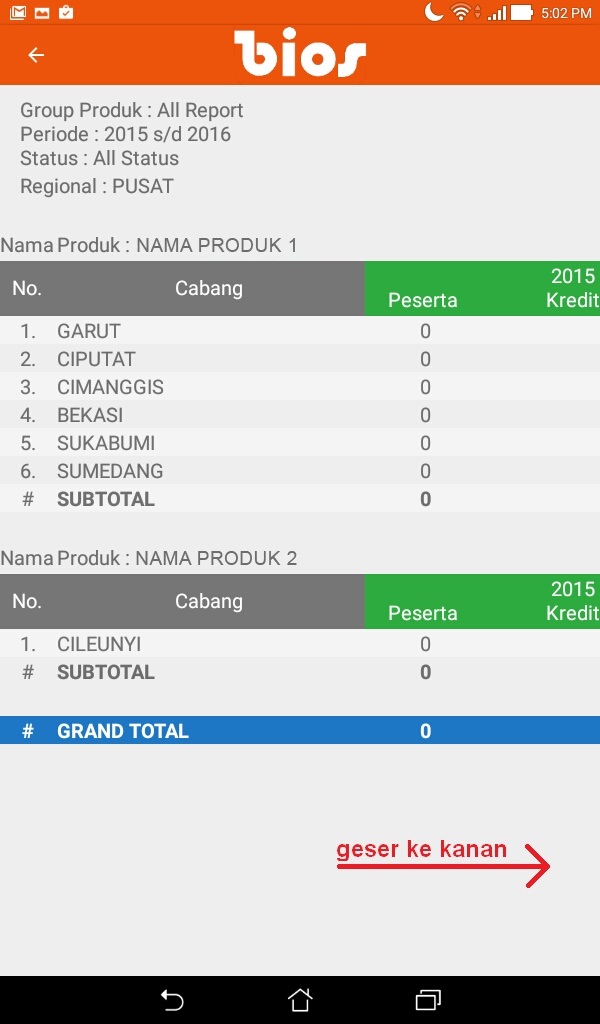 5:02 PM
bios
Group Produk : All Report
Periode : 2015 s/d 2016
Status : All Status
Regional : PUSAT
Nama Produk : NAMA PRODUK 1
2015
No. Cabang Peserta Kredit
1. GARUT 0
2. CIPUTAT 0
3. CIMANGGIS 0
4. BEKASI 0
5. SUKABUMI 0
6. SUMEDANG 0
# SUBTOTAL 0
Nama Produk : NAMA PRODUK 2
2015
No. Cabang Peserta Kredit
1. CILEUNYI 0
# SUBTOTAL 0
# GRAND TOTAL 0
geser ke kanan